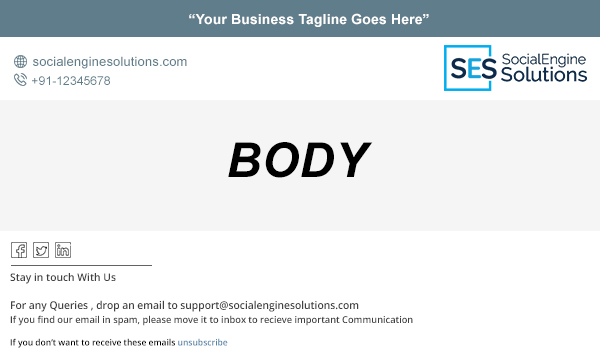 “Your Business Tagline Goes Here”
socialenginesolutions.com
+91-12345678
SES SocialEngine
Solutions
BODY
Stay in touch With Us
For any Queries , drop an email to support@socialenginesolutions.com
If you find our email in spam, please move it to inbox to recieve important Communication
If you don’t want to receive these emails unsubscribe